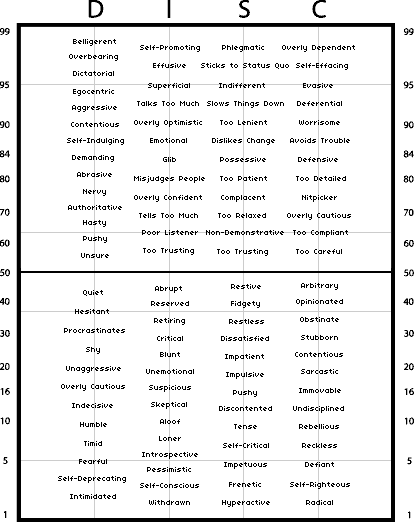 D I S C
99 99
Belligerent Self-Promoting Phlegmatic Overly Dependent
Overbearing Effusive Sticks to Status Quo Self-Effacing
Dictatorial
95 Superficial Indifferent Evasive 95
Egocentric
Aggressive Talks Too Much Slows Things Down Deferential
90 Contentious Overly Optimistic Too Lenient Worrisome 90
Self-Indulging Emotional Dislikes Change Avoids Trouble
84 Demanding Glib Possessive Defensive 84
80 Abrasive Misjudges People Too Patient Too Detailed 80
Nervy Overly Confident Complacent Nitpicker
Authoritative
70 Hasty Tells Too Much Too Relaxed Overly Cautious 70
Pushy Poor Listener Non-Demonstrative Too Compliant
60 60
Unsure Too Trusting Too Trusting Too Careful
50 50
Quiet Abrupt Restive Arbitrary
40 Reserved Fidgety Opinionated 40
Hesitant
Retiring Restless Obstinate
30 Procrastinates Critical Dissatisfied Stubborn 30
Shy Blunt Impatient Contentious
20 Unaggressive Unemotional Impulsive Sarcastic 20
16 Overly Cautious Suspicious Pushy Immovable 16
Indecisive Skeptical Discontented Undisciplined
10 Humble Aloof Tense Rebellious 10
Timid Loner Self-Critical Reckless
Introspective
5 Fearful Pessimistic Impetuous Defiant 5
Self-Deprecating Self-Conscious Frenetic Self-Righteous
Intimidated Withdrawn Hyperactive Radical
1 1